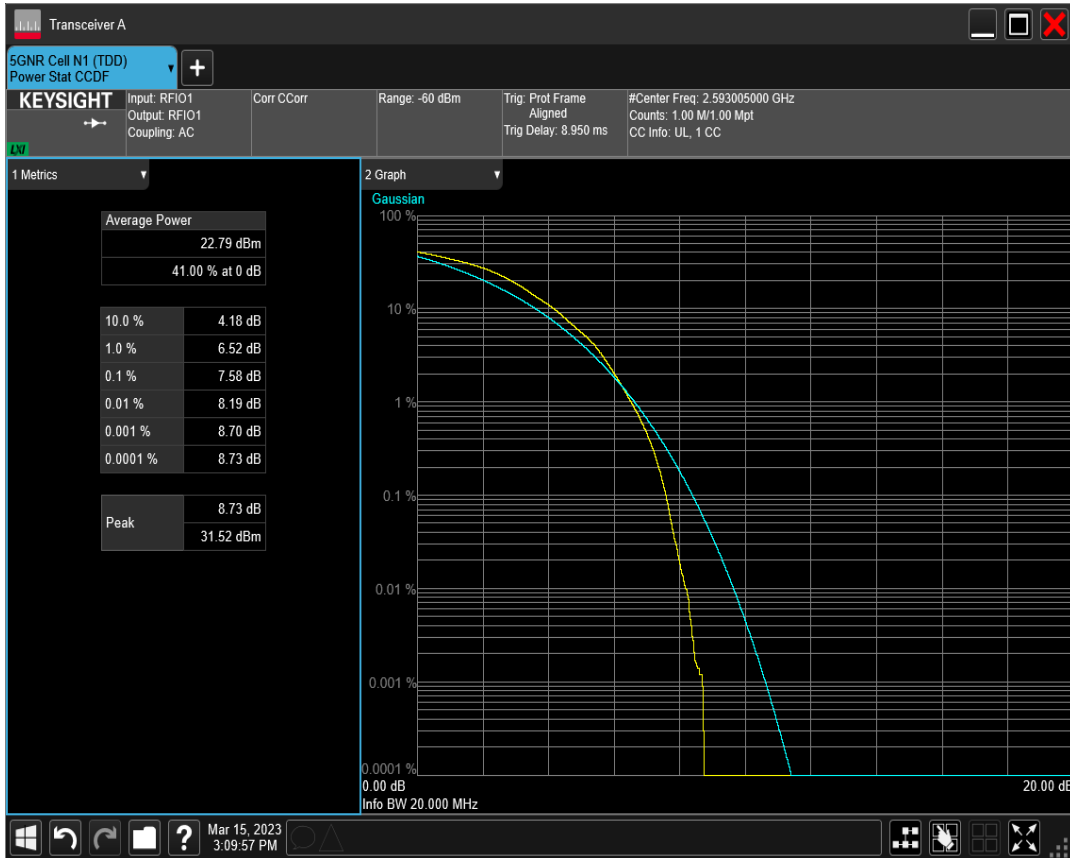 Transceiver A
5GNR Cell N1 (TDD)
Power Stat CCDF
+
KEYSIGHT
LXI
Input: RFIO1
Output: RFIO1
Coupling: AC
Corr CCorr
Range: -60 dBm
Trig: Prot Frame
Aligned
Trig Delay: 8.950 ms
#Center Freq: 2.593005000 GHz
Counts: 1.00 M/1.00 Mpt
CC Info: UL, 1 CC
1 Metrics
Average Power
22.79 dBm
41.00 % at 0 dB
10.0 % 4.18 dB
1.0 % 6.52 dB
0.1 % 7.58 dB
0.01 % 8.19 dB
0.001 % 8.70 dB
0.0001 % 8.73 dB
Peak
8.73 dB
31.52 dBm
2 Graph
Gaussian
100 %
10 %
1 %
0.1 %
0.01 %
0.001 %
0.0001 %
0.00 dB
20.00 dB
Info BW 20.000 MHz
?
Mar 15, 2023
3:09:57 PM